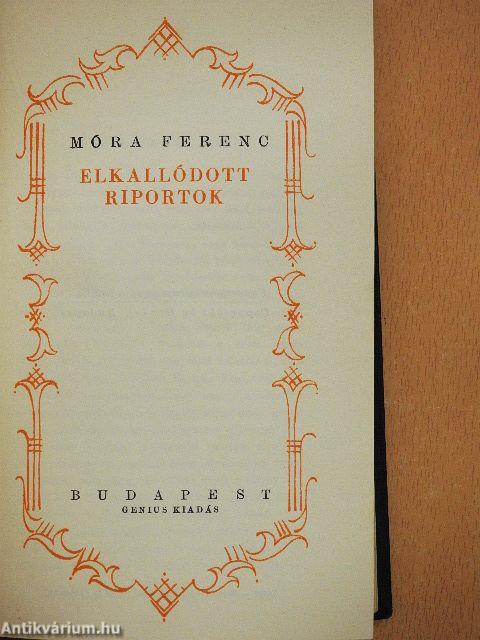 MÓRA FERENC
ELKALLÓDOTT
RIPORTOK
BUDAPEST
GENIUS KIADÁS
Antikvárium.hu